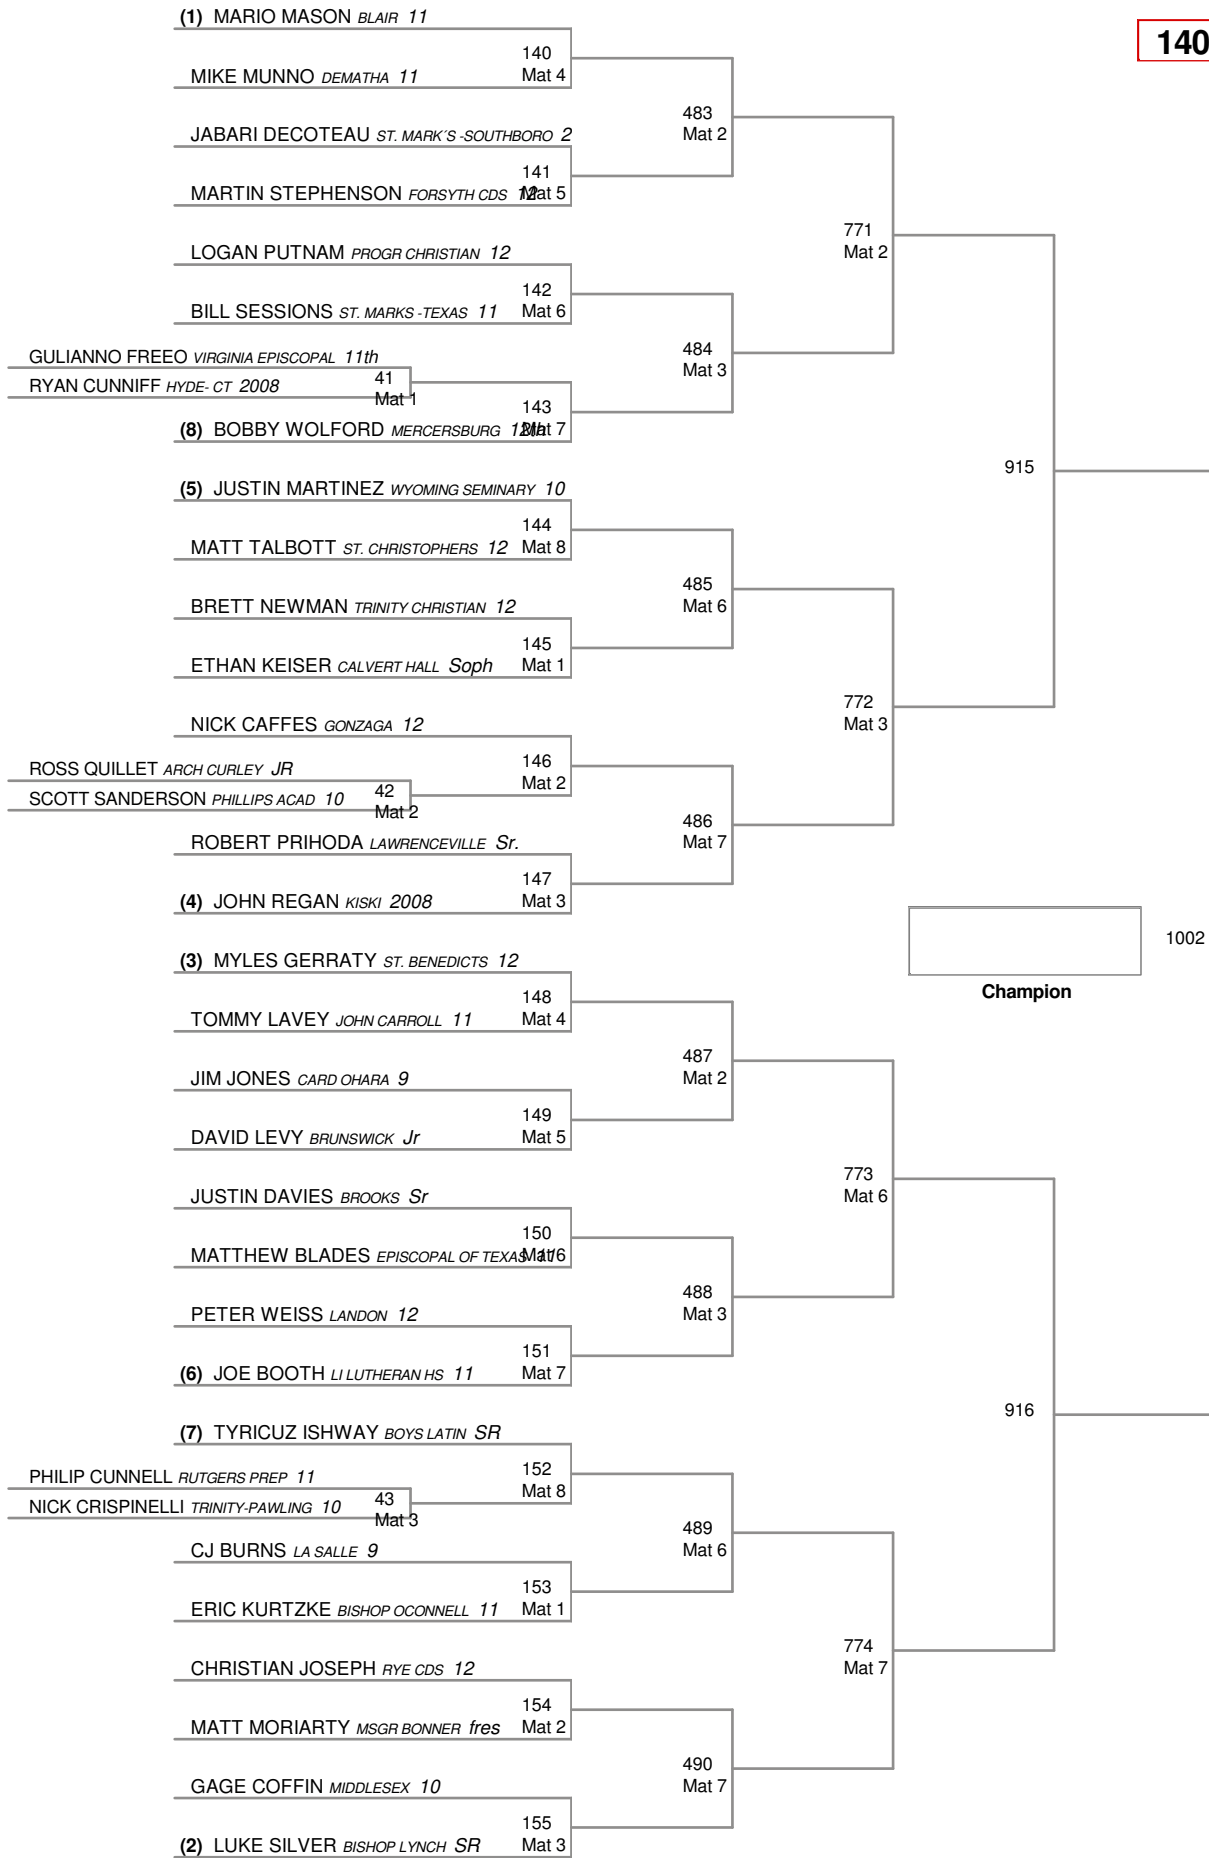 (1) MARIO MASON BLAIR 11
140
140
Mat 4
MIKE MUNNO DEMATHA 11
483
Mat 2
JABARI DECOTEAU ST. MARK'S -SOUTHBORO 2
141
MARTIN STEPHENSON FORSYTH CDS 12 Mat 5
771
Mat 2
LOGAN PUTNAM PROGR CHRISTIAN 12
142
BILL SESSIONS ST. MARKS -TEXAS 11 Mat 6
484
Mat 3
GULIANNO FREEO VIRGINIA EPISCOPAL 11th
RYAN CUNNIFF HYDE- CT 2008 41
Mat 1
143
(8) BOBBY WOLFORD MERCERSBURG 12th Mat 7
915
(5) JUSTIN MARTINEZ WYOMING SEMINARY 10
144
MATT TALBOTT ST. CHRISTOPHERS 12 Mat 8
485
Mat 6
BRETT NEWMAN TRINITY CHRISTIAN 12
145
ETHAN KEISER CALVERT HALL Soph Mat 1
772
Mat 3
NICK CAFFES GONZAGA 12
146
Mat 2
ROSS QUILLET ARCH CURLEY JR
SCOTT SANDERSON PHILLIPS ACAD 10 42
Mat 2
486
Mat 7
ROBERT PRIHODA LAWRENCEVILLE Sr.
147
(4) JOHN REGAN KISKI 2008 Mat 3
1002
Champion
(3) MYLES GERRATY ST. BENEDICTS 12
148
TOMMY LAVEY JOHN CARROLL 11 Mat 4
487
Mat 2
JIM JONES CARD OHARA 9
149
DAVID LEVY BRUNSWICK Jr Mat 5
773
Mat 6
JUSTIN DAVIES BROOKS Sr
150
MATTHEW BLADES EPISCOPAL OF TEXAS 11 Mat 6
488
Mat 3
PETER WEISS LANDON 12
151
(6) JOE BOOTH LI LUTHERAN HS 11 Mat 7
916
(7) TYRICUZ ISHWAY BOYS LATIN SR
152
Mat 8
PHILIP CUNNELL RUTGERS PREP 11
NICK CRISPINELLI TRINITY-PAWLING 10 43
Mat 3
489
Mat 6
CJ BURNS LA SALLE 9
153
ERIC KURTZKE BISHOP OCONNELL 11 Mat 1
774
Mat 7
CHRISTIAN JOSEPH RYE CDS 12
154
MATT MORIARTY MSGR BONNER fres Mat 2
490
Mat 7
GAGE COFFIN MIDDLESEX 10
155
(2) LUKE SILVER BISHOP LYNCH SR Mat 3